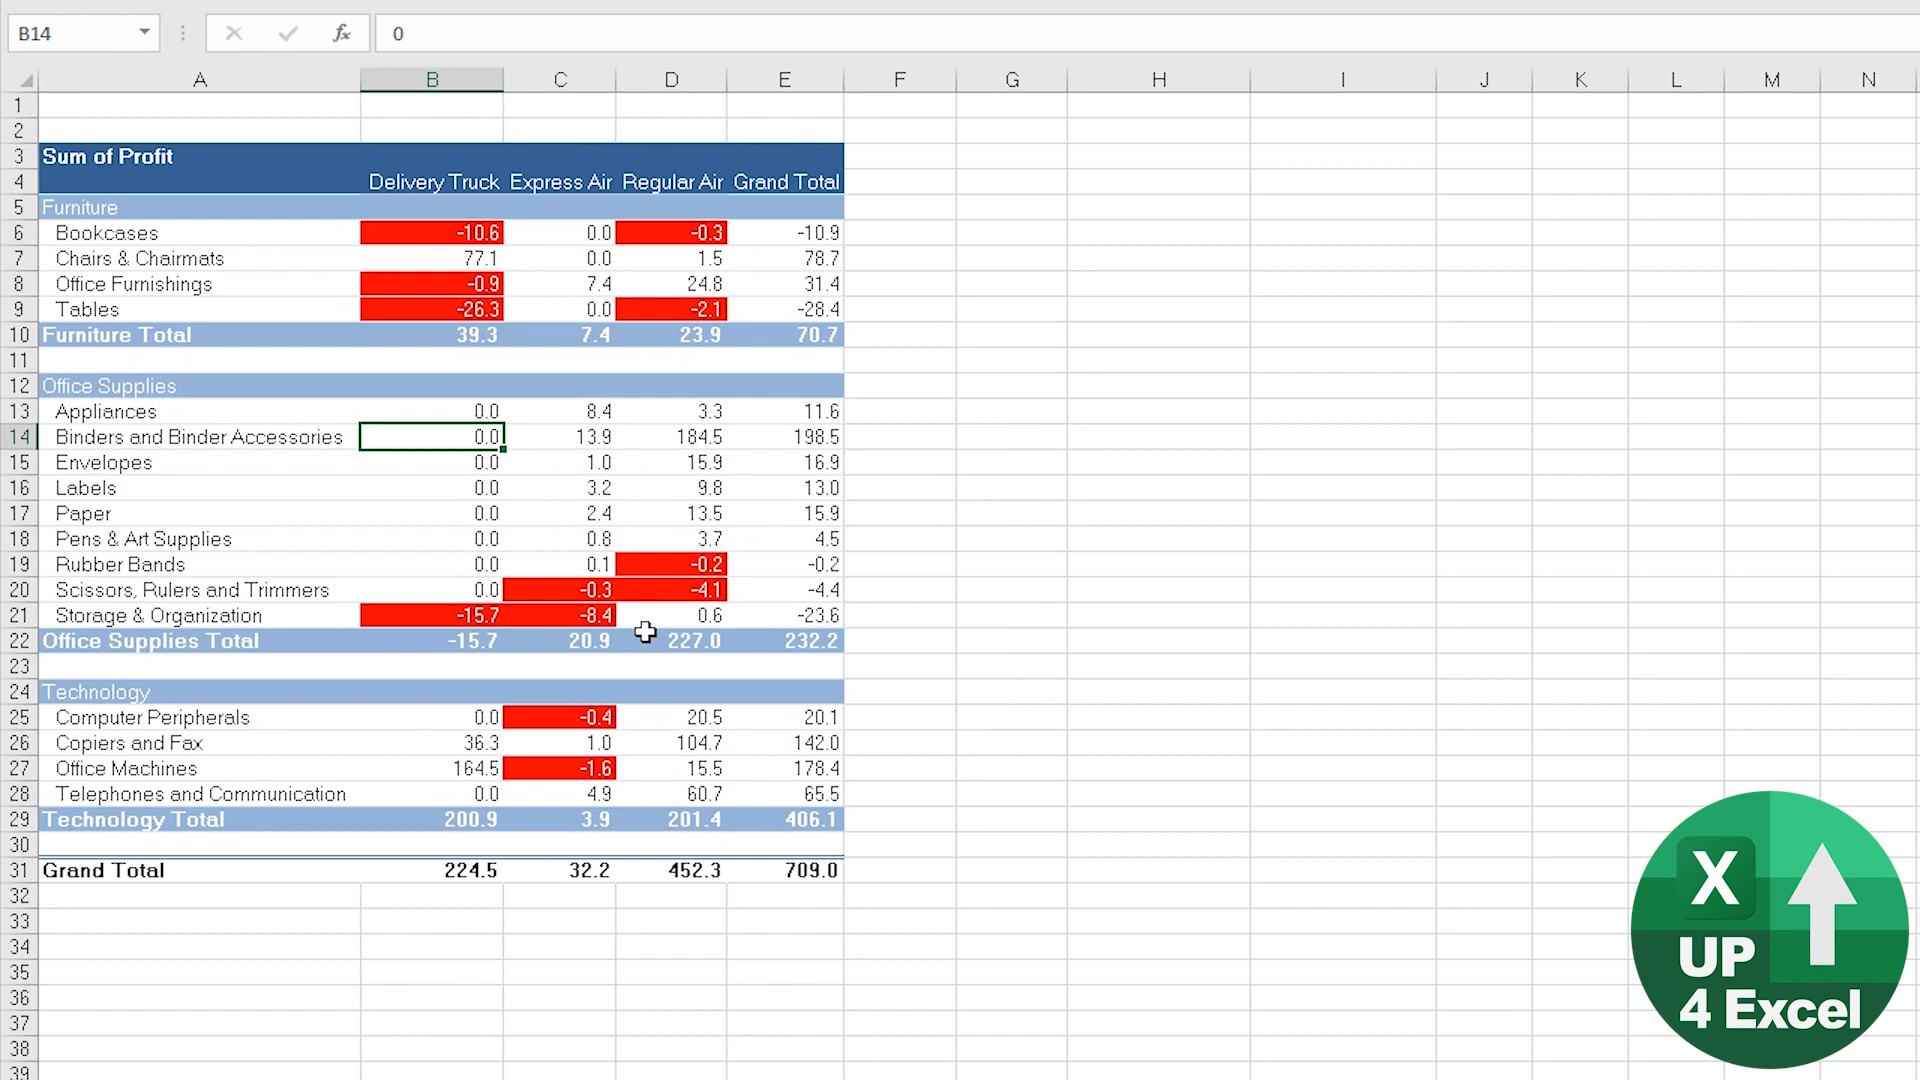 B14 fx 0
A B C D E F G H I J K L M N
1
2
3 Sum of Profit
4 Delivery Truck Express Air Regular Air Grand Total
5 Furniture
6 Bookcases -10.6 0.0 -0.3 -10.9
7 Chairs & Chairmats 77.1 0.0 1.5 78.7
8 Office Furnishings -0.9 7.4 24.8 31.4
9 Tables -26.3 0.0 -2.1 -28.4
10 Furniture Total 39.3 7.4 23.9 70.7
11
12 Office Supplies
13 Appliances 0.0 8.4 3.3 11.6
14 Binders and Binder Accessories 0.0 13.9 184.5 198.5
15 Envelopes 0.0 1.0 15.9 16.9
16 Labels 0.0 3.2 9.8 13.0
17 Paper 0.0 2.4 13.5 15.9
18 Pens & Art Supplies 0.0 0.8 3.7 4.5
19 Rubber Bands 0.0 0.1 -0.2 -0.2
20 Scissors, Rulers and Trimmers 0.0 -0.3 -4.1 -4.4
21 Storage & Organization -15.7 -8.4 0.6 -23.6
22 Office Supplies Total -15.7 20.9 227.0 232.2
23
24 Technology
25 Computer Peripherals 0.0 -0.4 20.5 20.1
26 Copiers and Fax 36.3 1.0 104.7 142.0
27 Office Machines 164.5 -1.6 15.5 178.4
28 Telephones and Communication 0.0 4.9 60.7 65.5
29 Technology Total 200.9 3.9 201.4 406.1
30
31 Grand Total 224.5 32.2 452.3 709.0
32
33
34
35
36
37
38
39
X
UP
4 Excel